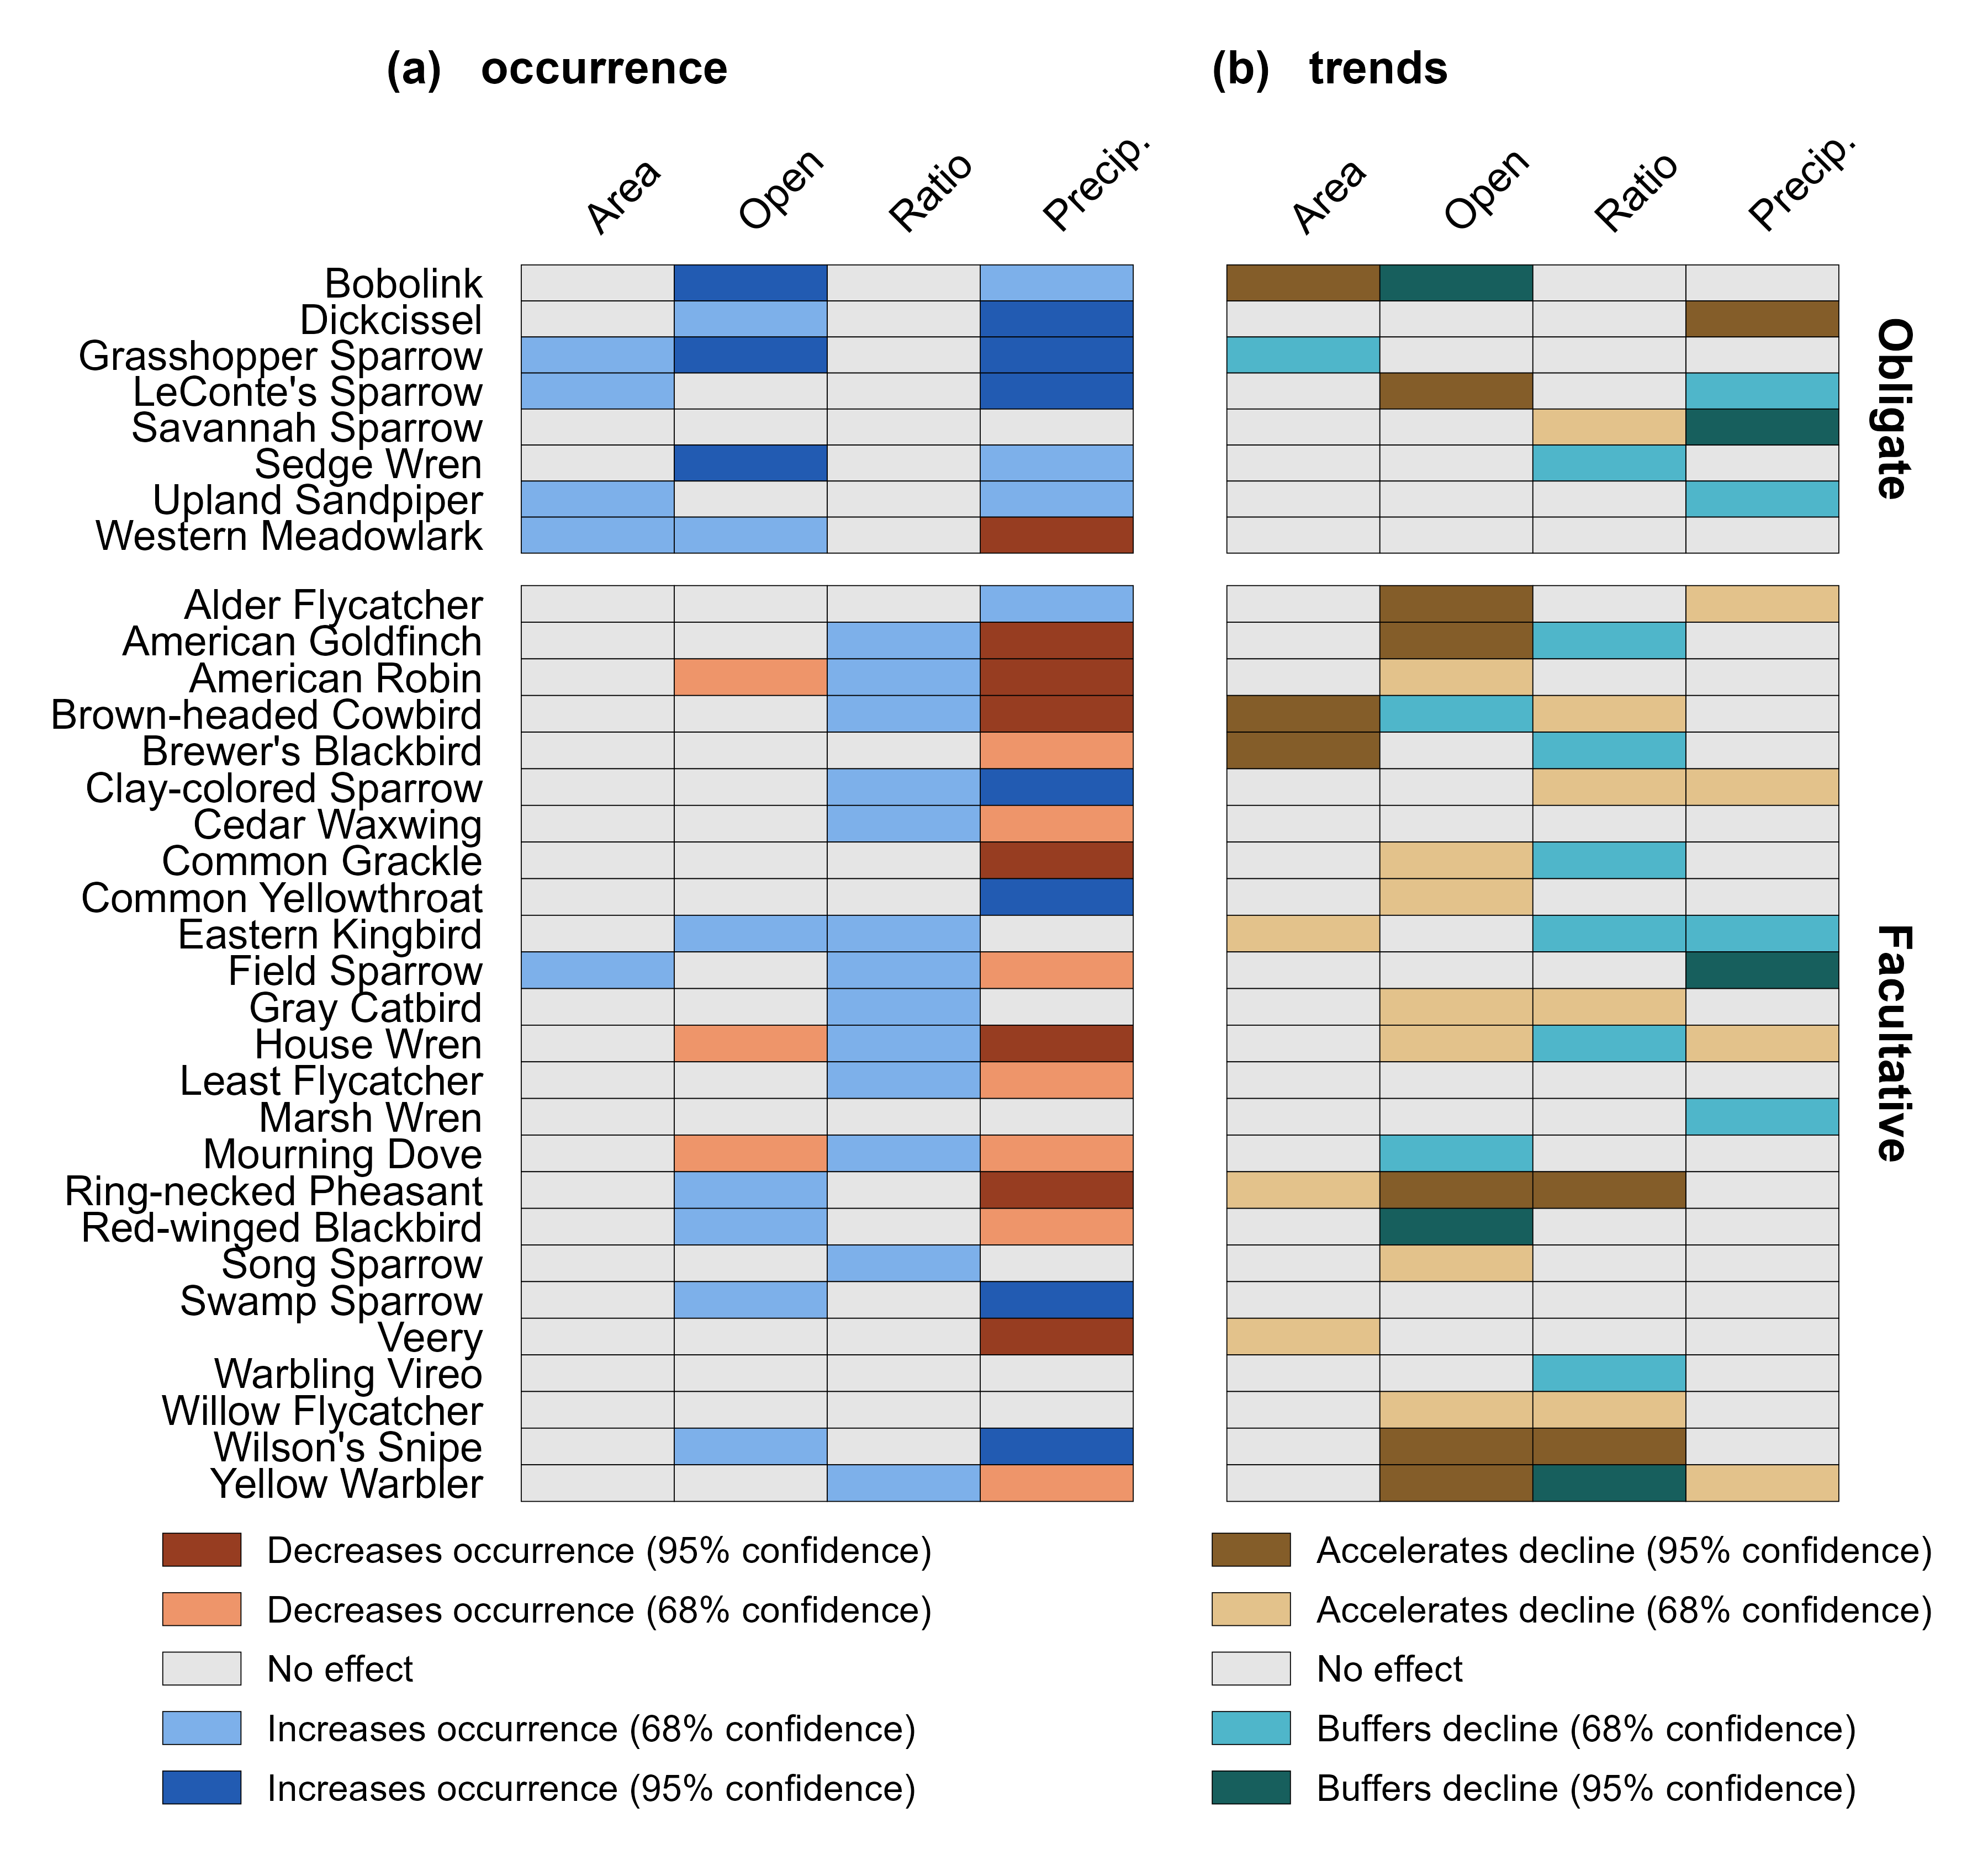 (a) occurrence
(b) trends
Area Open Ratio Precip.
Area Open Ratio Precip.
Bobolink
Dickcissel
Grasshopper Sparrow
LeConte's Sparrow
Savannah Sparrow
Sedge Wren
Upland Sandpiper
Western Meadowlark
Obligate
Alder Flycatcher
American Goldfinch
American Robin
Brown-headed Cowbird
Brewer's Blackbird
Clay-colored Sparrow
Cedar Waxwing
Common Grackle
Common Yellowthroat
Eastern Kingbird
Field Sparrow
Gray Catbird
House Wren
Least Flycatcher
Marsh Wren
Mourning Dove
Ring-necked Pheasant
Red-winged Blackbird
Song Sparrow
Swamp Sparrow
Veery
Warbling Vireo
Willow Flycatcher
Wilson's Snipe
Yellow Warbler
Facultative
Decreases occurrence (95% confidence)
Decreases occurrence (68% confidence)
No effect
Increases occurrence (68% confidence)
Increases occurrence (95% confidence)
Accelerates decline (95% confidence)
Accelerates decline (68% confidence)
No effect
Buffers decline (68% confidence)
Buffers decline (95% confidence)